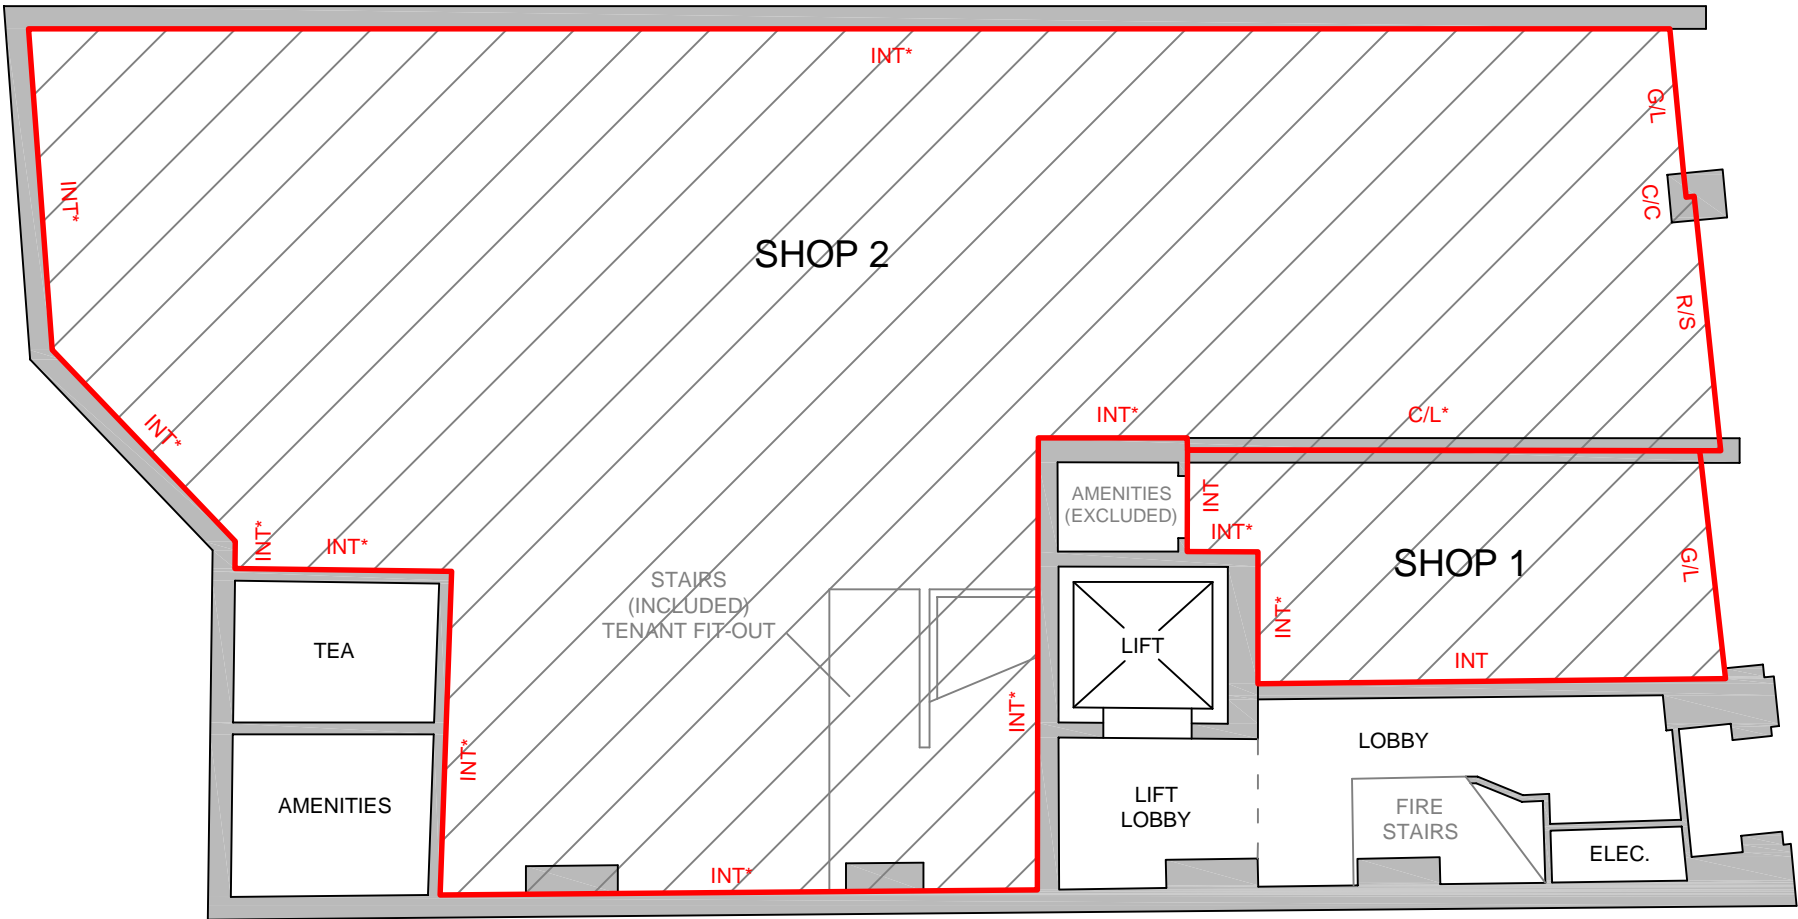 INT*
G/L
INT*
C/C
SHOP 2
R/S
INT*
C/L*
INT*
INT
AMENITIES
(EXCLUDED)
INT*
INT*
INT*
SHOP 1
G/L
STAIRS
(INCLUDED)
TENANT FIT-OUT
INT*
TEA
LIFT
INT
INT*
INT*
LOBBY
AMENITIES
LIFT
LOBBY
FIRE
STAIRS
ELEC.
INT*